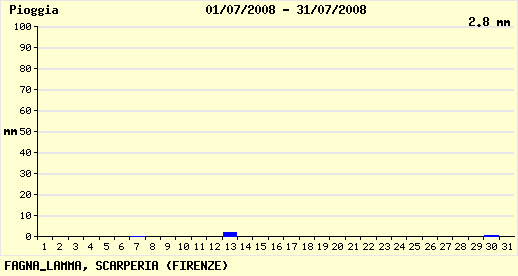 Pioggia 01/07/2008 - 31/07/2008
2.8 mm
100
90
80
70
60
mm 50
40
30
20
10
0
1 2 3 4 5 6 7 8 9 10 11 12 13 14 15 16 17 18 19 20 21 22 23 24 25 26 27 28 29 30 31
FAGNA_LAMMA, SCARPERIA (FIRENZE)